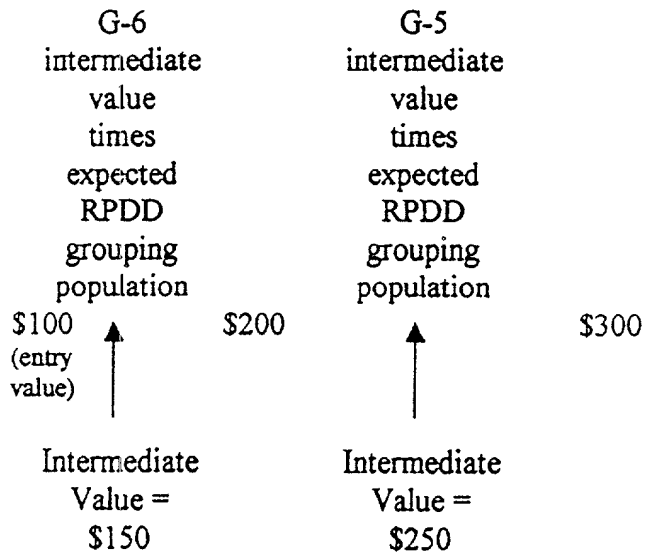 G-6 G-5
intermediate intermediate
value value
times times
expected expected
RPDD RPDD
grouping grouping
population population
$100 $200 $300
(entry
value)
Intermediate Intermediate
Value = Value =
$150 $250